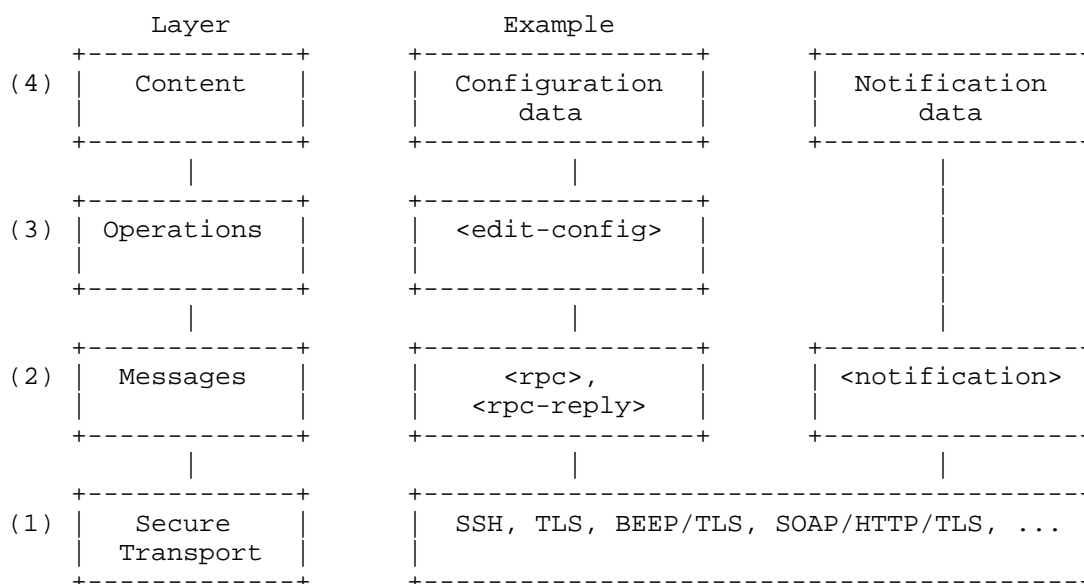 Layer Example
(4) Content Configuration Notification
data data
(3) Operations <edit-config>
(2) Messages <rpc>, <notification>
<rpc-reply>
(1) Secure SSH, TLS, BEEP/TLS, SOAP/HTTP/TLS, ...
Transport